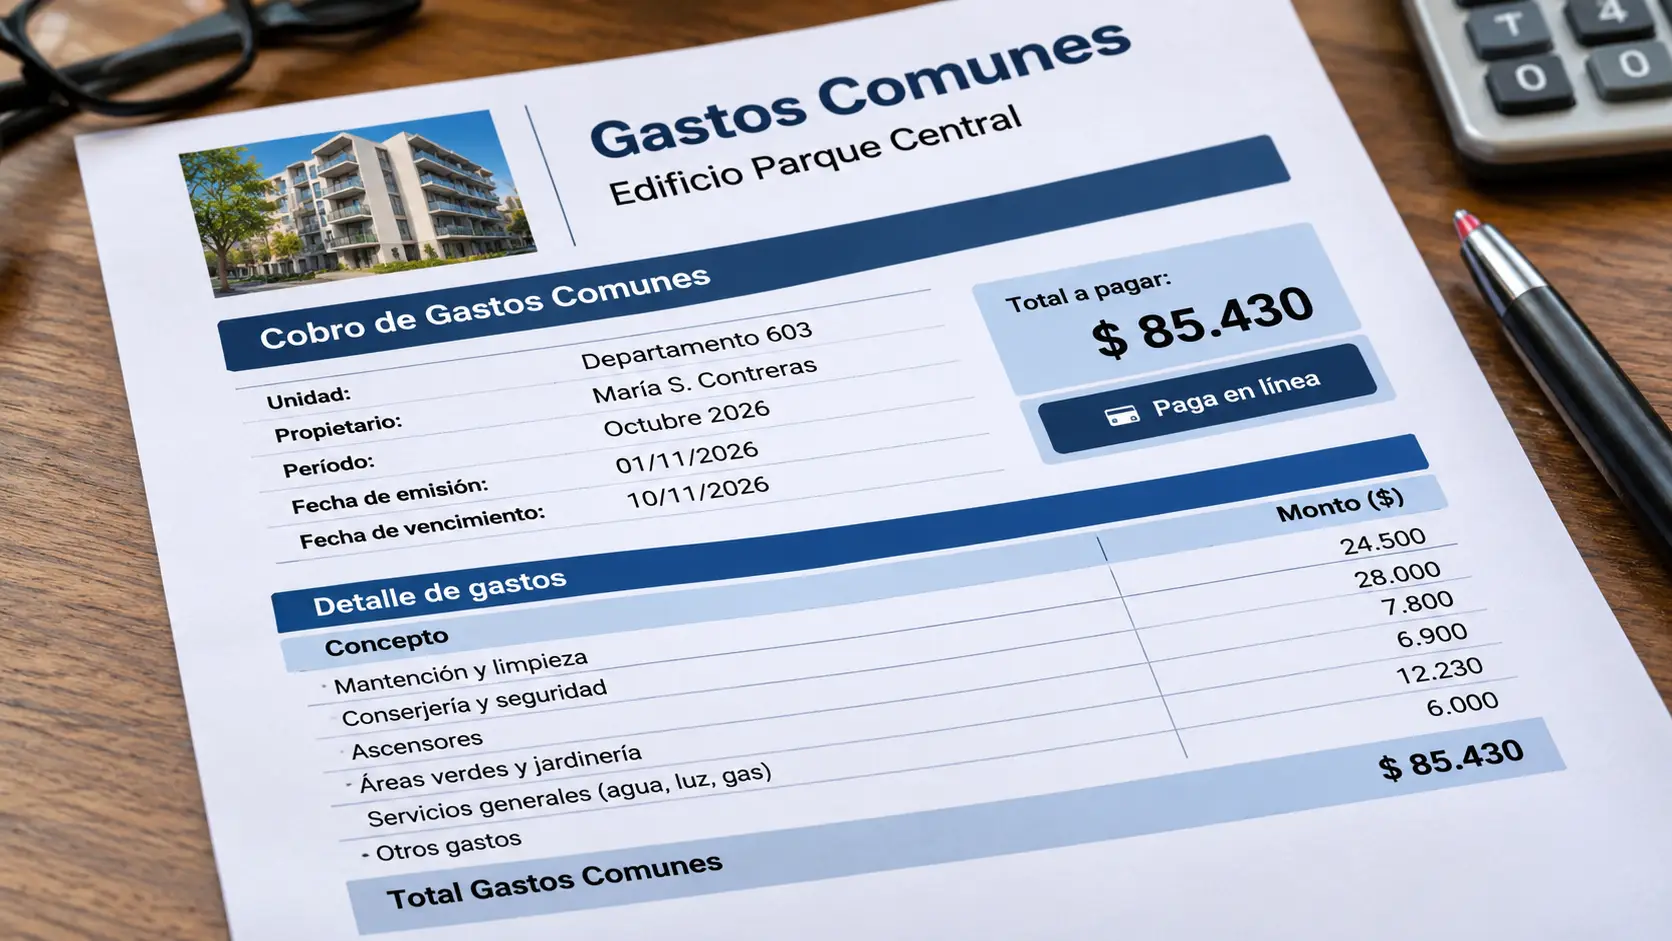 Gastos Comunes
Edificio Parque Central
Cobro de Gastos Comunes
Unidad: Departamento 603
Propietario: María S. Contreras
Período: Octubre 2026
Fecha de emisión: 01/11/2026
Fecha de vencimiento: 10/11/2026
Total a pagar:
$ 85.430
Paga en línea
Detalle de gastos
Concepto Monto ($)
· Mantención y limpieza 24.500
Conserjería y seguridad 28.000
· Ascensores 7.800
· Áreas verdes y jardinería 6.900
Servicios generales (agua, luz, gas) 12.230
· Otros gastos 6.000
Total Gastos Comunes $ 85.430
T 4
0 0